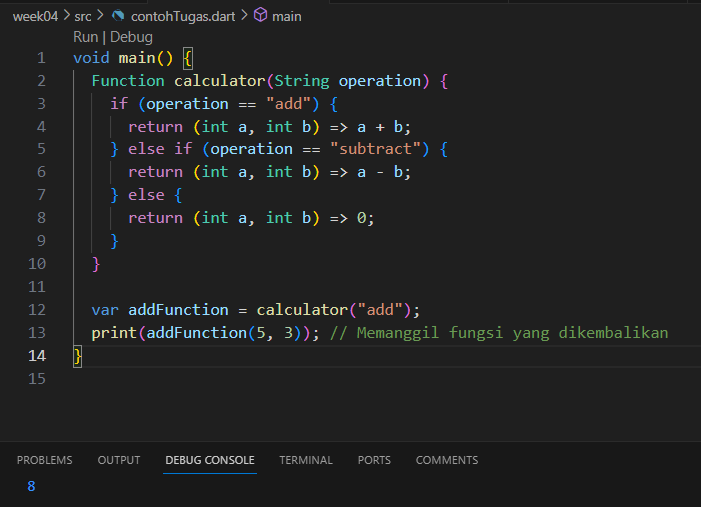 week04 > src > contohTugas.dart > main
Run | Debug
1 void main() {
2 Function calculator(String operation) {
3 if (operation == "add") {
4 return (int a, int b) => a + b;
5 } else if (operation == "subtract") {
6 return (int a, int b) => a - b;
7 } else {
8 return (int a, int b) => 0;
9 }
10 }
11
12 var addFunction = calculator("add");
13 print(addFunction(5, 3)); // Memanggil fungsi yang dikembalikan
14 }
15
PROBLEMS OUTPUT DEBUG CONSOLE TERMINAL PORTS COMMENTS
8